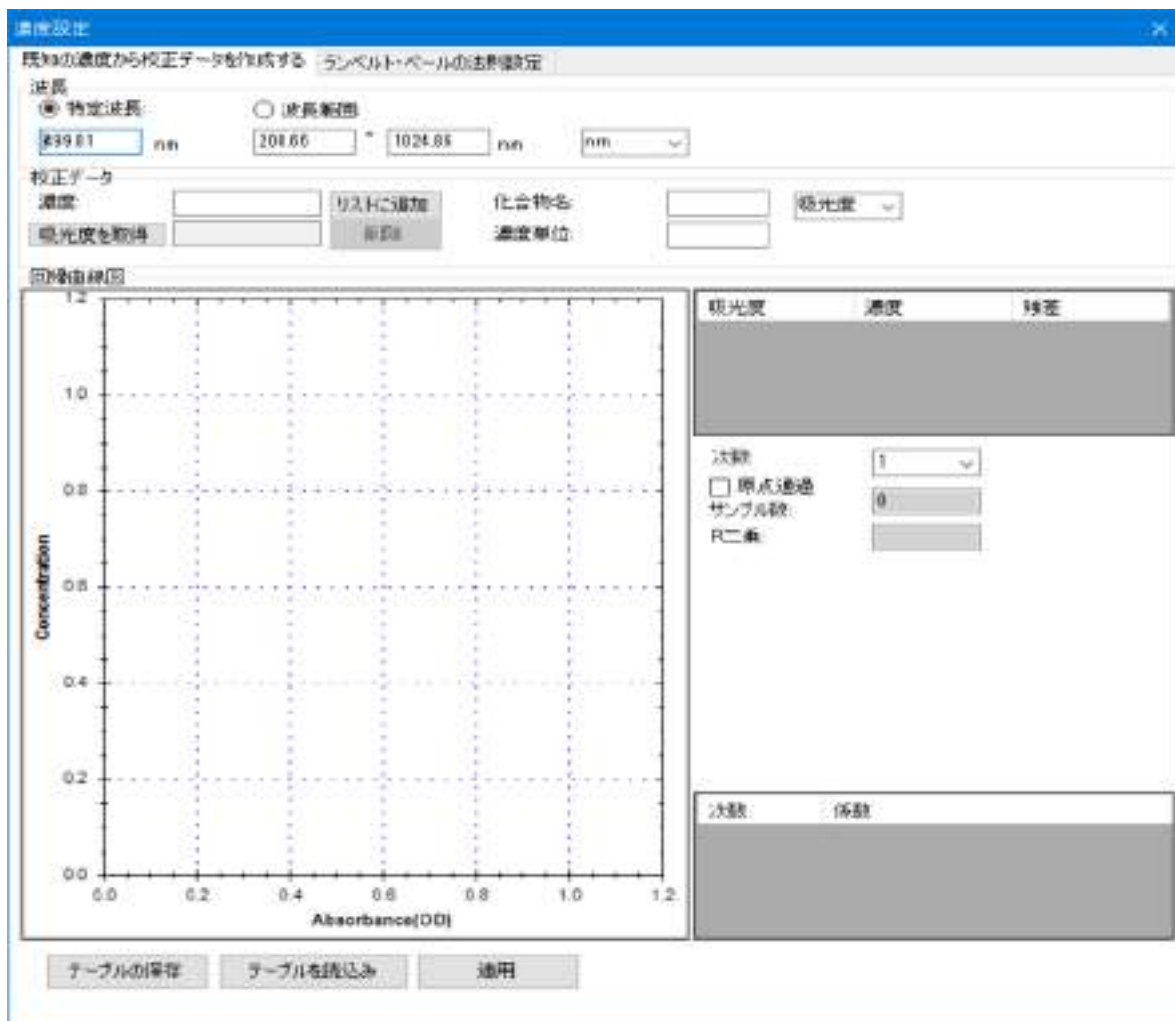 濃度設定
既知の濃度から校正データを作成する ランベルト・ベールの法則設定
波長
特定波長 波長範囲
499.01 nm 200.66 ~ 1024.86 nm nm
校正データ
濃度: リストに追加 化合物名: 吸光度
吸光度を取得 削除 濃度単位:
回帰曲線図
吸光度 濃度 残差
1.2
1.0
0.8
0.6
0.4
0.2
0.0
Concentration
0.0 0.2 0.4 0.6 0.8 1.0 1.2
Absorbance(OD)
次数: 1
原点通過
サンプル数: 0
R二乗:
次数 係数
テーブルの保存 テーブルを読込み 適用